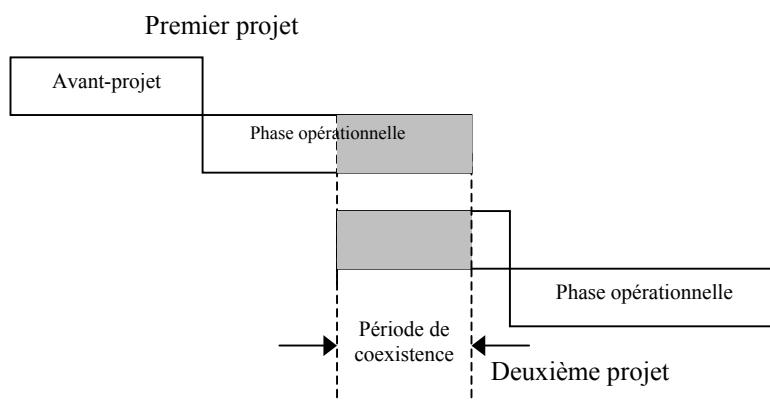 Premier projet
Avant-projet
Phase opérationnelle
Phase opérationnelle
Période de
coexistence
Deuxième projet